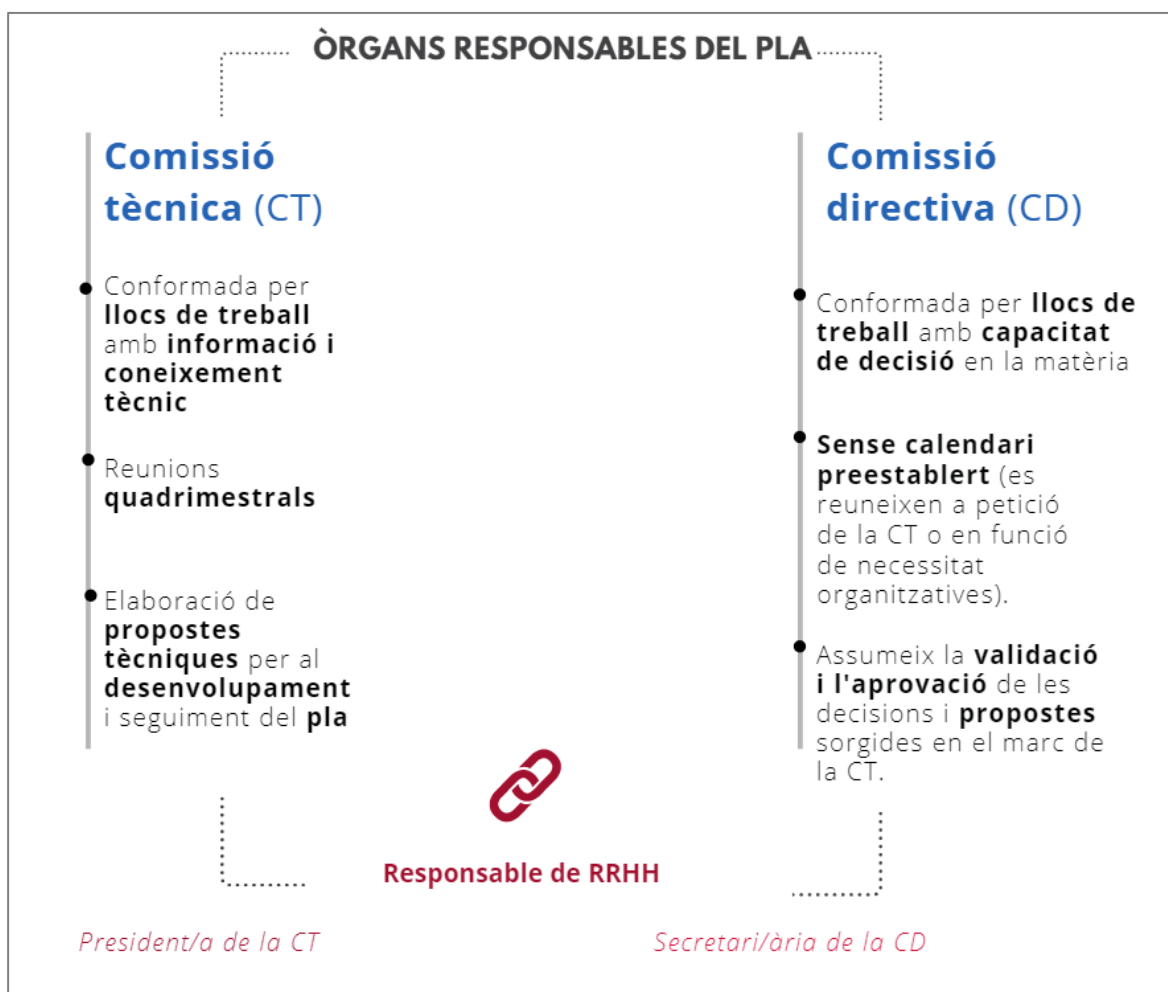 ÒRGANS RESPONSABLES DEL PLA
Comissió
tècnica (CT)
Conformada per
llocs de treball
amb informació i
coneixement
tècnic
Reunions
quadrimestrals
Elaboració de
propostes
tècniques per al
desenvolupament
i seguiment del pla
Comissió
directiva (CD)
Conformada per llocs de
treball amb capacitat
de decisió en la matèria
Sense calendari
preestablert (es
reuneixen a petició
de la CT o en funció
de necessitat
organitzatives).
Assumeix la validació
i l'aprovació de les
decisions i propostes
sorgides en el marc de
la CT.
Responsable de RRHH
President/a de la CT
Secretari/ària de la CD